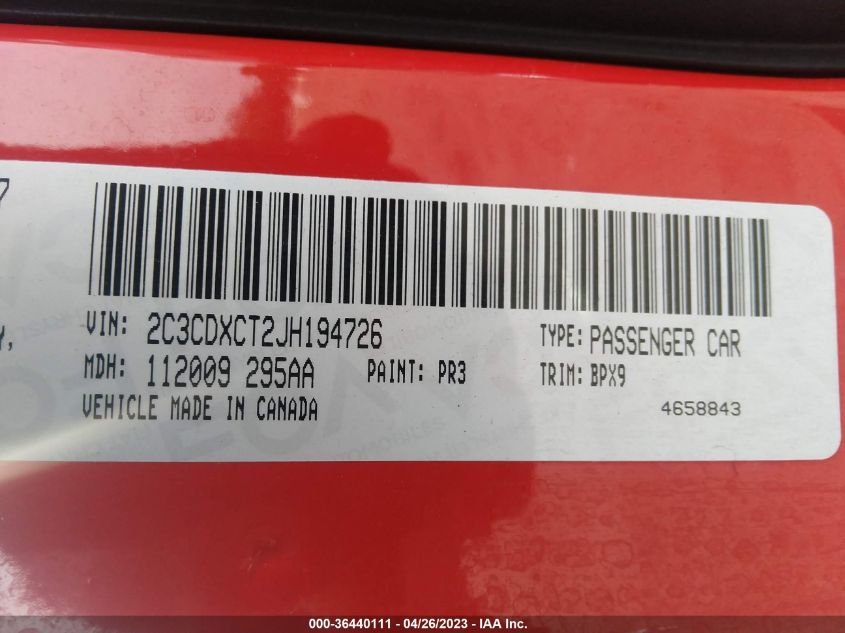 7
Y,
VIN: 2C3CDXCT2JH194726 TYPE: PASSENGER CAR
MDH: 112009 295AA PAINT: PR3 TRIM: BPX9
VEHICLE MADE IN CANADA 4658843
000-36440111 - 04/26/2023 - © IAA, Inc.